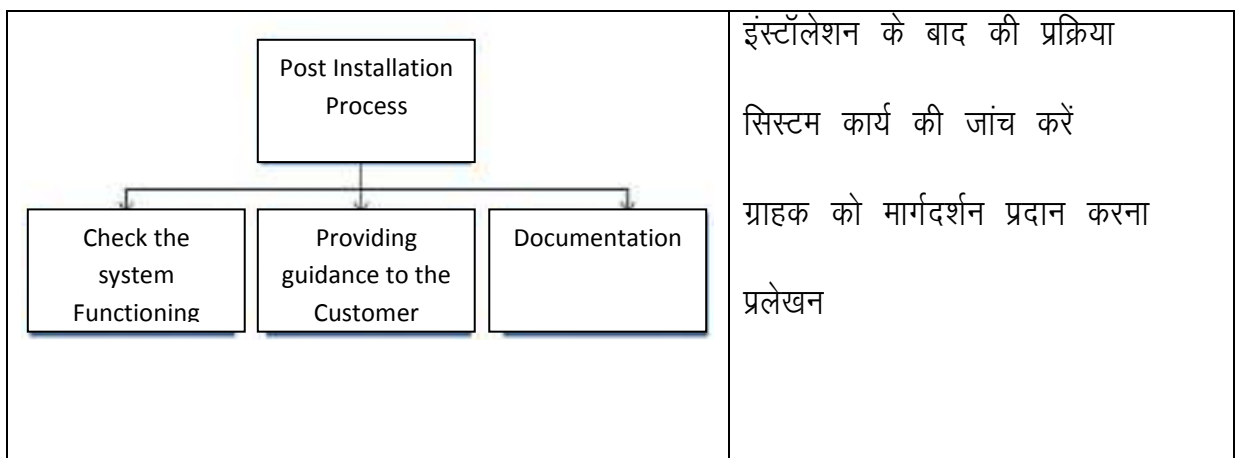 Post Installation
Process
Check the
system
Functioning
Providing
guidance to the
Customer
Documentation
इंस्टॉलेशन के बाद की प्रक्रिया
सिस्टम कार्य की जांच करें
ग्राहक को मार्गदर्शन प्रदान करना
प्रलेखन